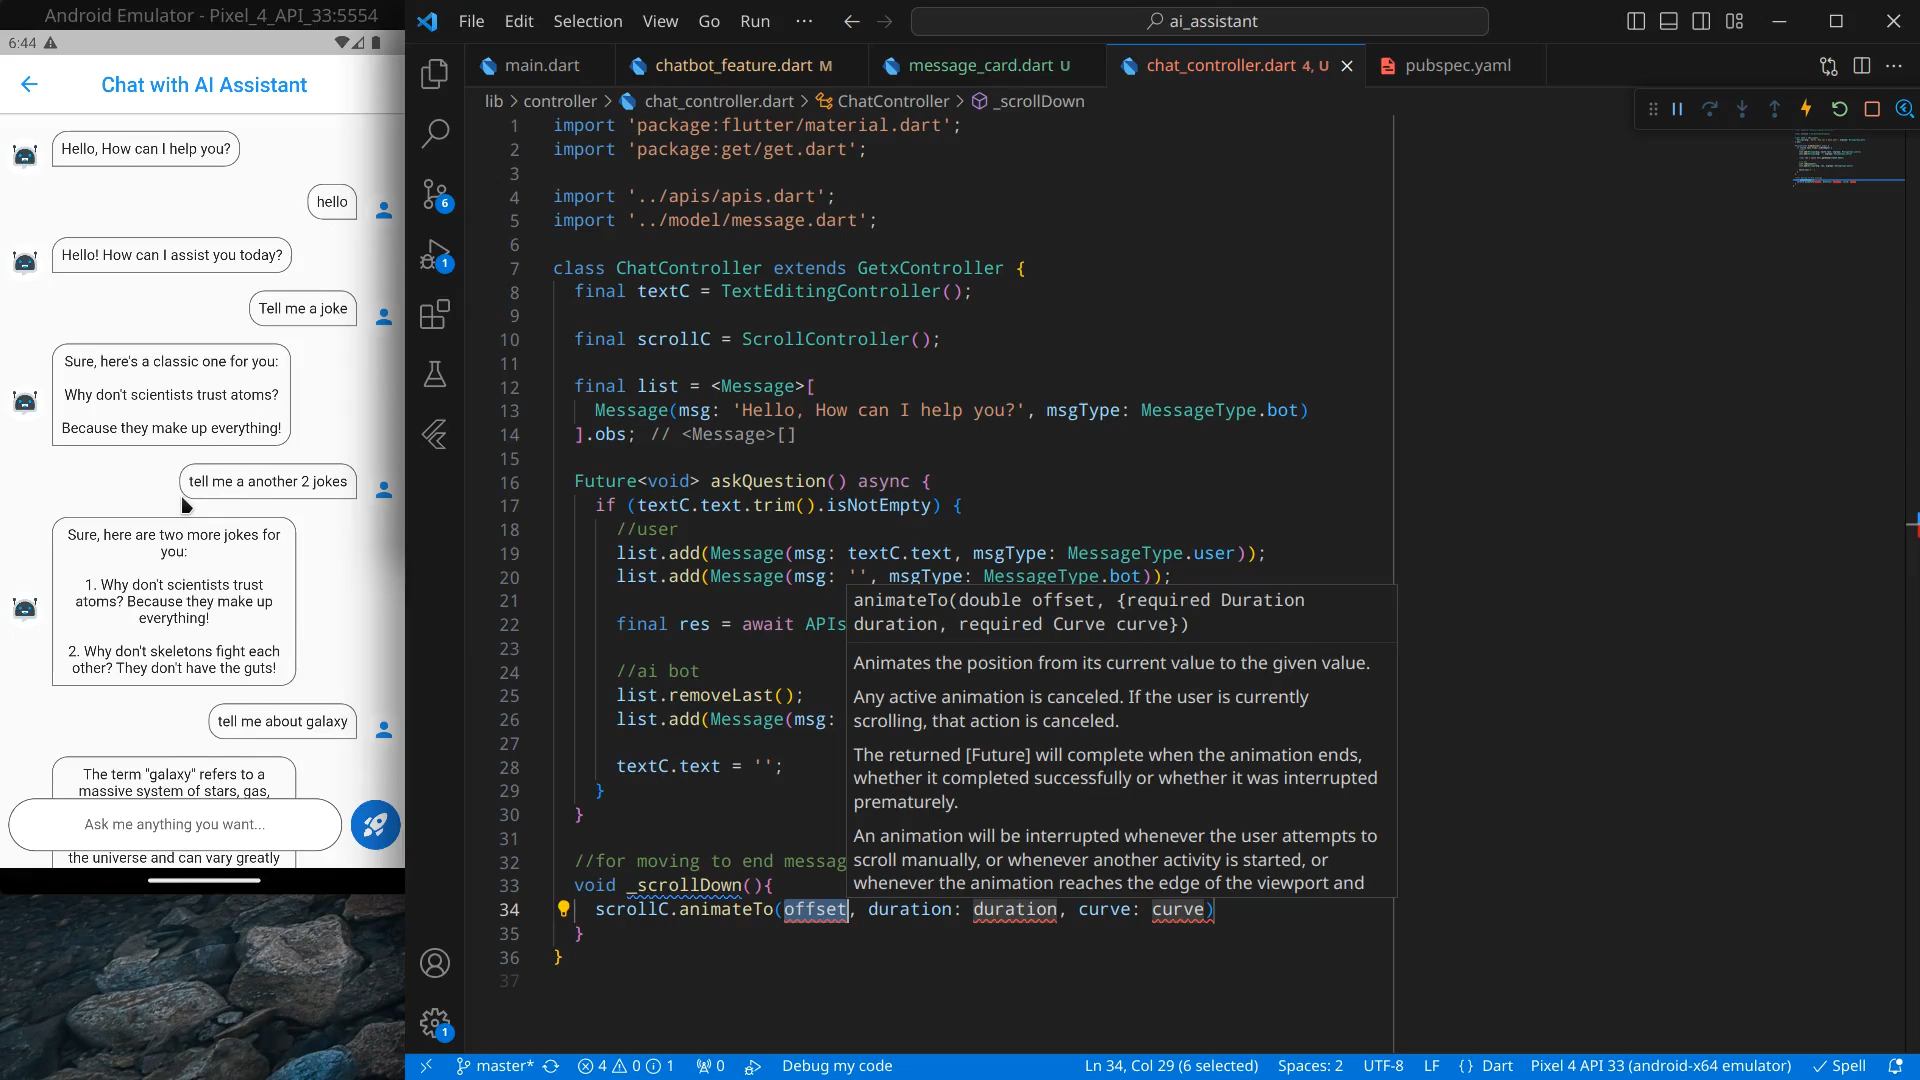 Android Emulator - Pixel_4_API_33:5554
6:44
Chat with AI Assistant
Hello, How can I help you?
hello
Hello! How can I assist you today?
Tell me a joke
Sure, here's a classic one for you:
Why don't scientists trust atoms?
Because they make up everything!
tell me a another 2 jokes
Sure, here are two more jokes for
you:
1. Why don't scientists trust
atoms? Because they make up
everything!
2. Why don't skeletons fight each
other? They don't have the guts!
tell me about galaxy
The term "galaxy" refers to a
massive system of stars, gas,
Ask me anything you want...
the universe and can vary greatly
File Edit Selection View Go Run ···
ai_assistant
main.dart
chatbot_feature.dart M
message_card.dart U
chat_controller.dart 4, U
pubspec.yaml
lib > controller > chat_controller.dart > ChatController > _scrollDown
6
1
1
1 import 'package:flutter/material.dart';
2 import 'package:get/get.dart';
3
4 import '../apis/apis.dart';
5 import '../model/message.dart';
6
7 class ChatController extends GetxController {
8 final textC = TextEditingController();
9
10 final scrollC = ScrollController();
11
12 final list = <Message>[
13 Message(msg: 'Hello, How can I help you?', msgType: MessageType.bot)
14 ].obs; // <Message>[]
15
16 Future<void> askQuestion() async {
17 if (textC.text.trim().isNotEmpty) {
18 //user
19 list.add(Message(msg: textC.text, msgType: MessageType.user));
20 list.add(Message(msg: '', msgType: MessageType.bot));
21
22 final res = await APIs
23
24 //ai bot
25 list.removeLast();
26 list.add(Message(msg:
27
28 textC.text = '';
29 }
30 }
31
32 //for moving to end messag
33 void _scrollDown(){
34 scrollC.animateTo(offset, duration: duration, curve: curve)
35 }
36 }
37
animateTo(double offset, {required Duration
duration, required Curve curve})
Animates the position from its current value to the given value.
Any active animation is canceled. If the user is currently
scrolling, that action is canceled.
The returned [Future] will complete when the animation ends,
whether it completed successfully or whether it was interrupted
prematurely.
An animation will be interrupted whenever the user attempts to
scroll manually, or whenever another activity is started, or
whenever the animation reaches the edge of the viewport and
master* 4 0 1 0 Debug my code Ln 34, Col 29 (6 selected) Spaces: 2 UTF-8 LF {} Dart Pixel 4 API 33 (android-x64 emulator) Spell